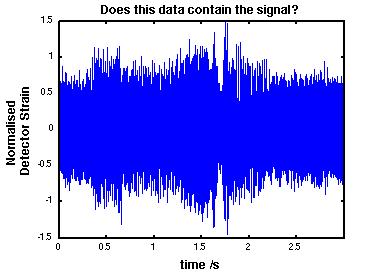 Does this data contain the signal?
1.5
1
0.5
0
-0.5
-1
-1.5
Normalised
Detector Strain
0 0.5 1 1.5 2 2.5
time /s